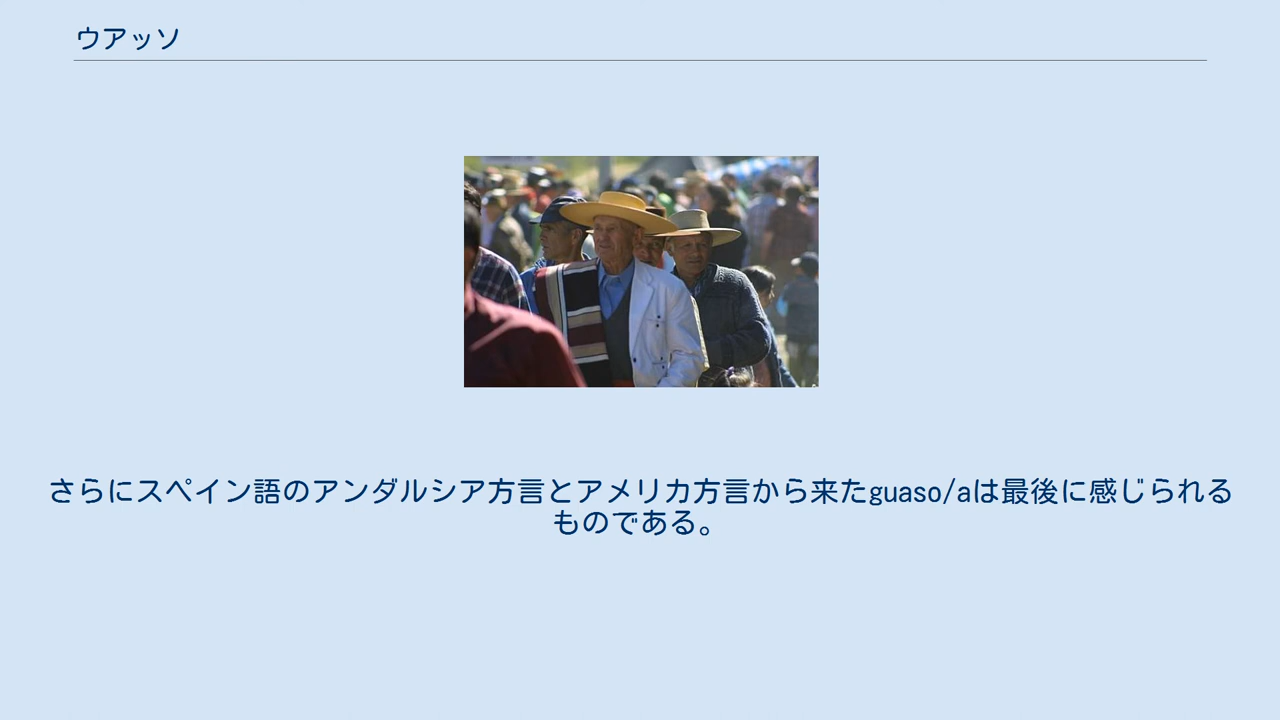 ウアッソ
さらにスペイン語のアンダルシア方言とアメリカ方言から来たguaso/aは最後に感じられる
ものである。